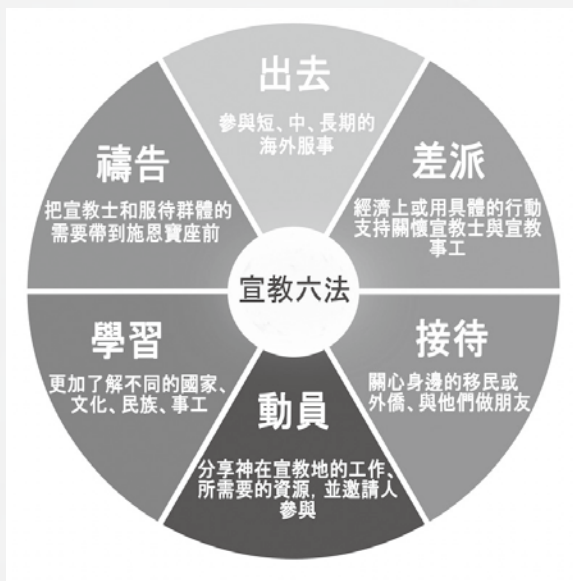 出去
參與短、中、長期的
海外服事
差派
經濟上或用具體的行動
支持關懷宣教士與宣教
事工
接待
關心身邊的移民或
外僑、與他們做朋友
動員
分享神在宣教地的工作、
所需要的資源, 並邀請人
參與
學習
更加了解不同的國家、
文化、民族、事工
禱告
把宣教士和服待群體的
需要帶到施恩寶座前
宣教六法